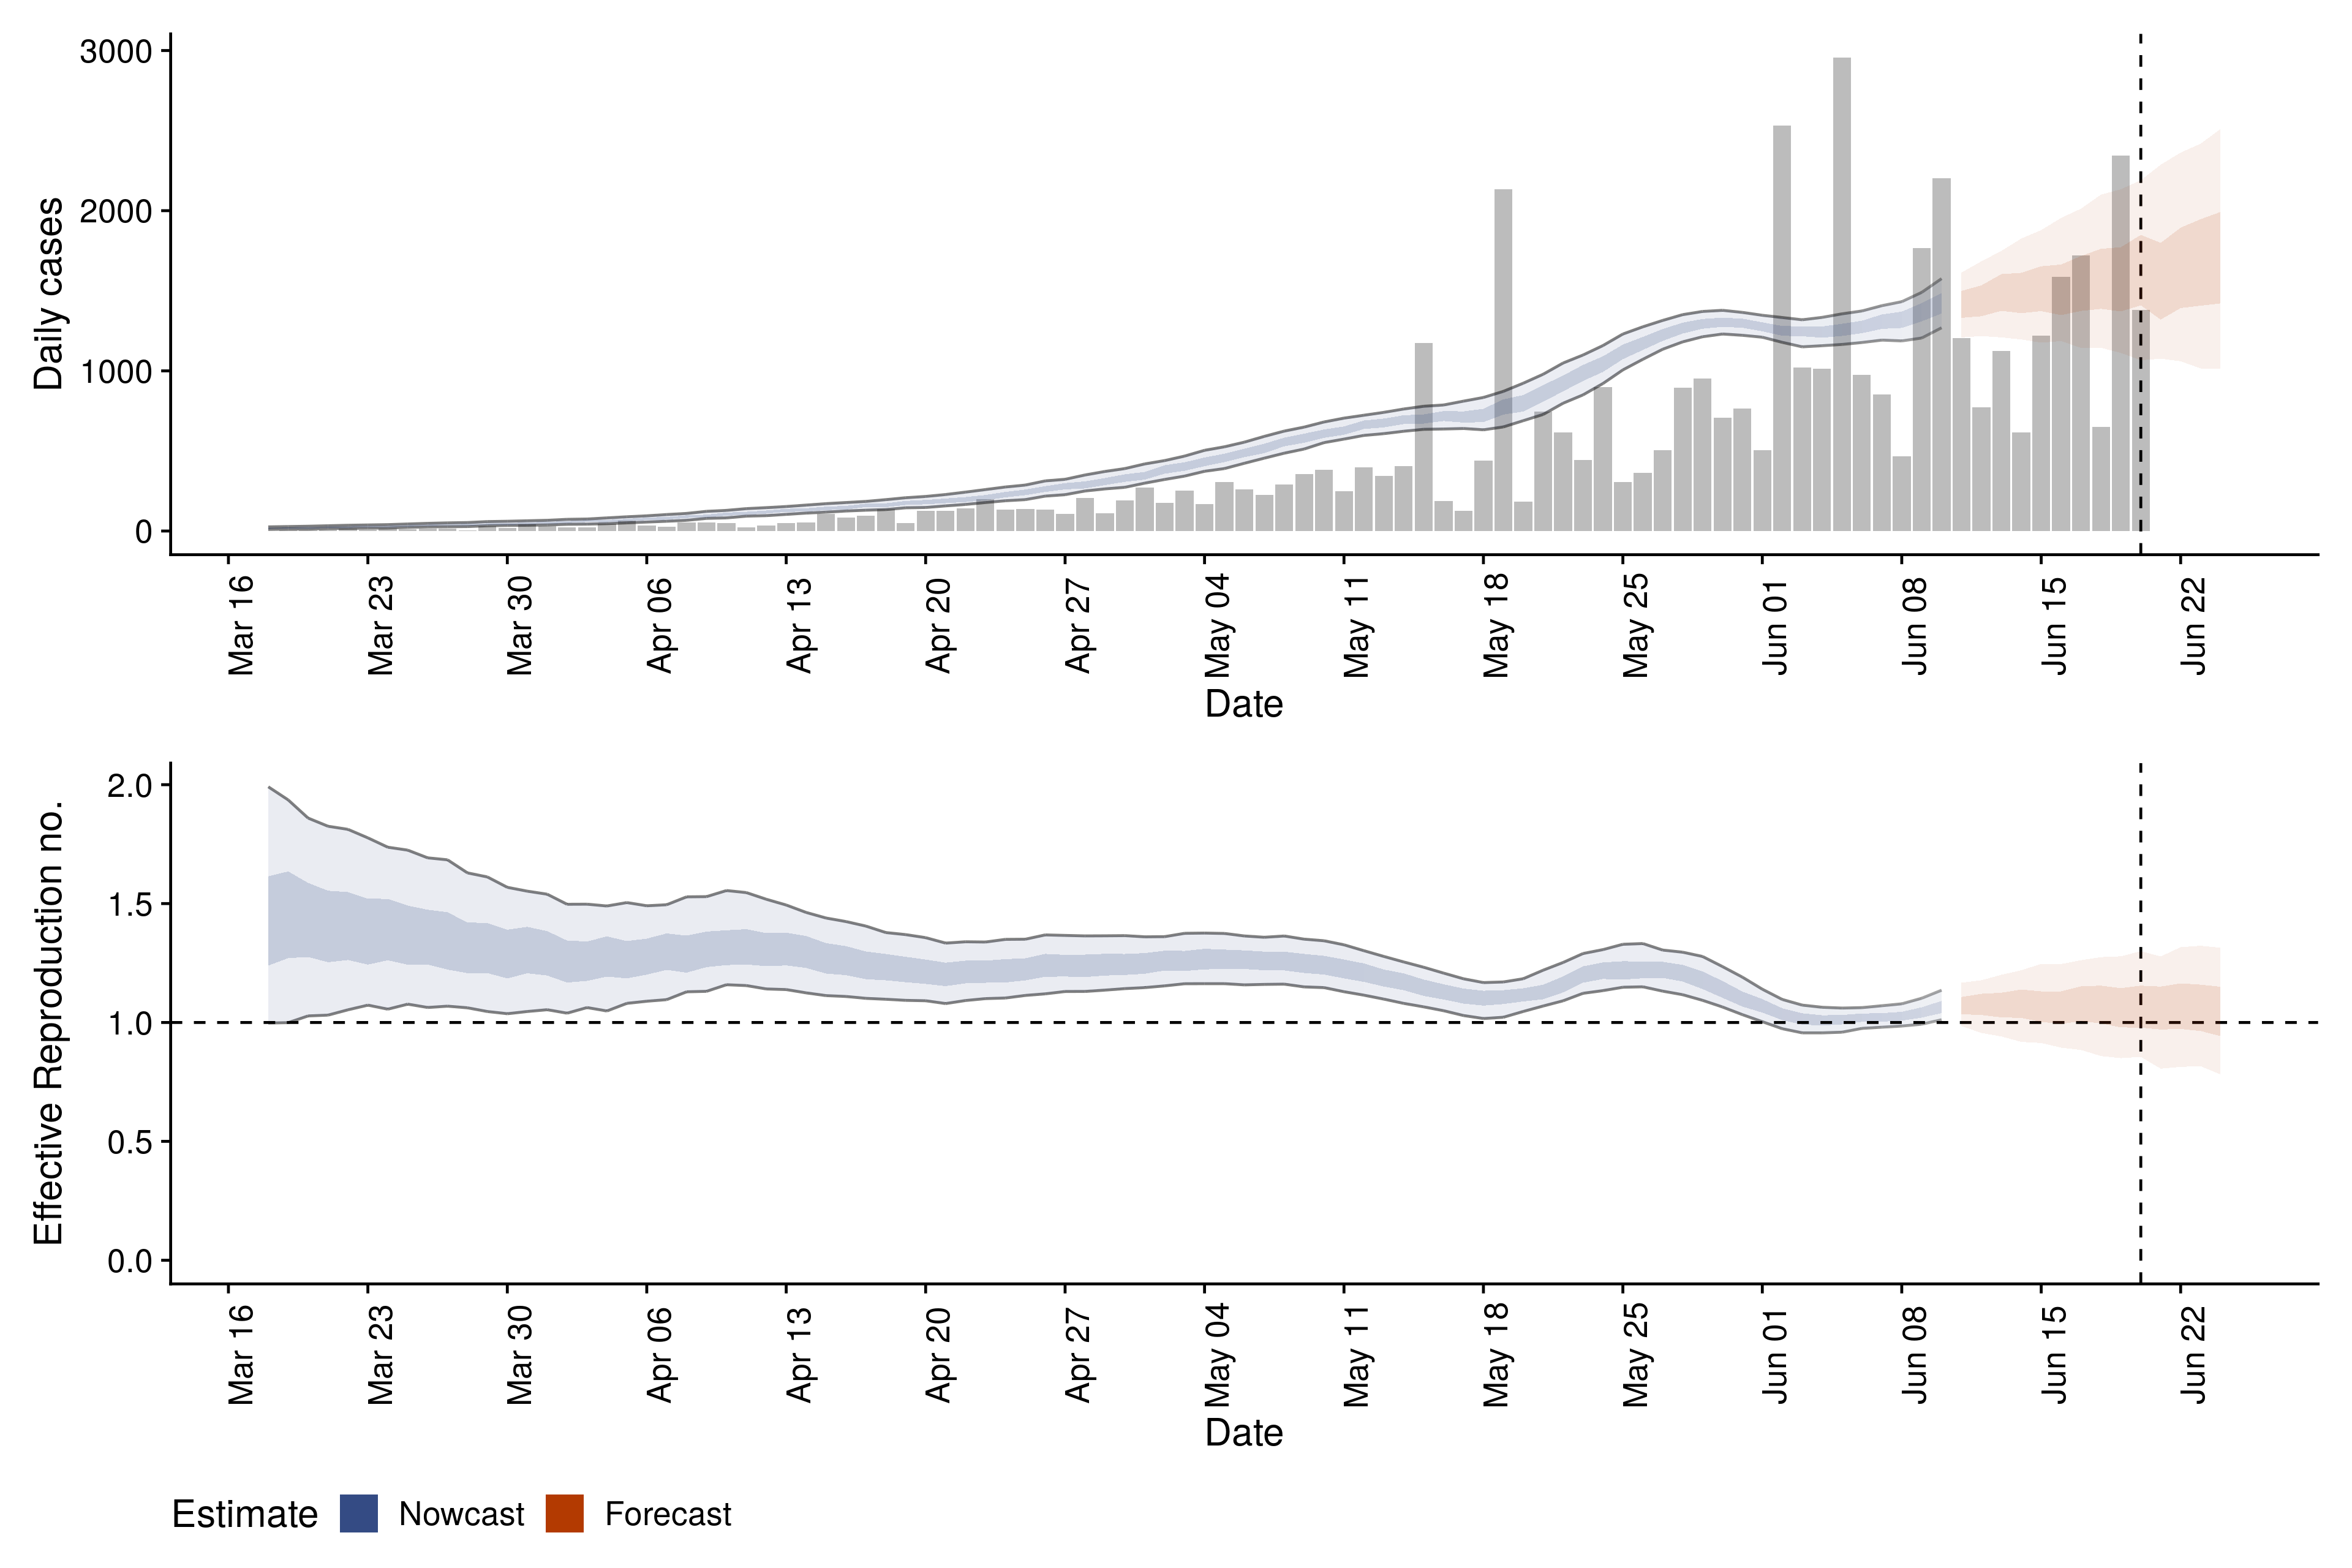 3000
2000
1000
0
Daily cases
Mar 16
Mar 23
Mar 30
Apr 06
Apr 13
Apr 20
Apr 27
May 04
May 11
May 18
May 25
Jun 01
Jun 08
Jun 15
Jun 22
Date
2.0
1.5
1.0
0.5
0.0
Effective Reproduction no.
Mar 16
Mar 23
Mar 30
Apr 06
Apr 13
Apr 20
Apr 27
May 04
May 11
May 18
May 25
Jun 01
Jun 08
Jun 15
Jun 22
Date
Estimate Nowcast Forecast